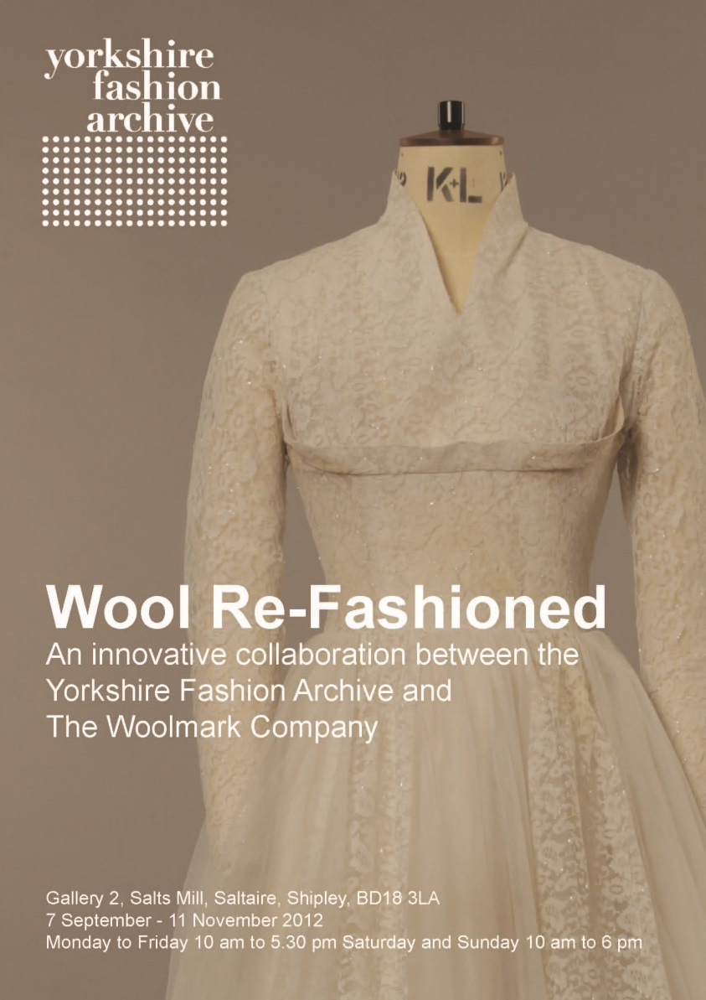 yorkshire
fashion
archive
K+L
Wool Re-Fashioned
An innovative collaboration between the
Yorkshire Fashion Archive and
The Woolmark Company
Gallery 2, Salts Mill, Saltaire, Shipley, BD18 3LA
7 September - 11 November 2012
Monday to Friday 10 am to 5.30 pm Saturday and Sunday 10 am to 6 pm